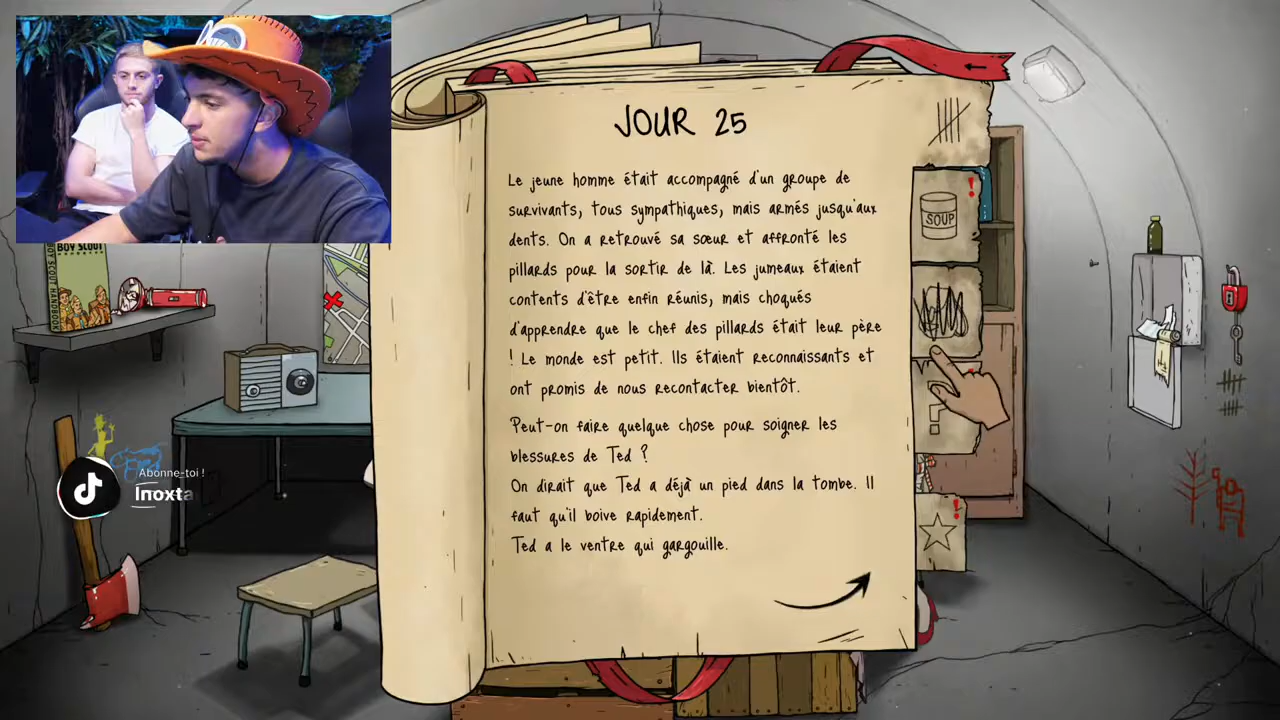 JOUR 25
Le jeune homme était accompagné d'un groupe de
survivants, tous sympathiques, mais armés jusqu'aux
dents. On a retrouvé sa sœur et affronté les
pillards pour la sortir de là. Les jumeaux étaient
contents d'être enfin réunis, mais choqués
d'apprendre que le chef des pillards était leur père
! Le monde est petit. Ils étaient reconnaissants et
ont promis de nous recontacter bientôt.
Peut-on faire quelque chose pour soigner les
blessures de Ted ?
On dirait que Ted a déjà un pied dans la tombe. Il
faut qu'il boive rapidement.
Ted a le ventre qui gargouille.
SOUP
!
?
!
BOY SCOUT
BOY SCOUT HANDBOOK
Abonne-toi !
Inoxta